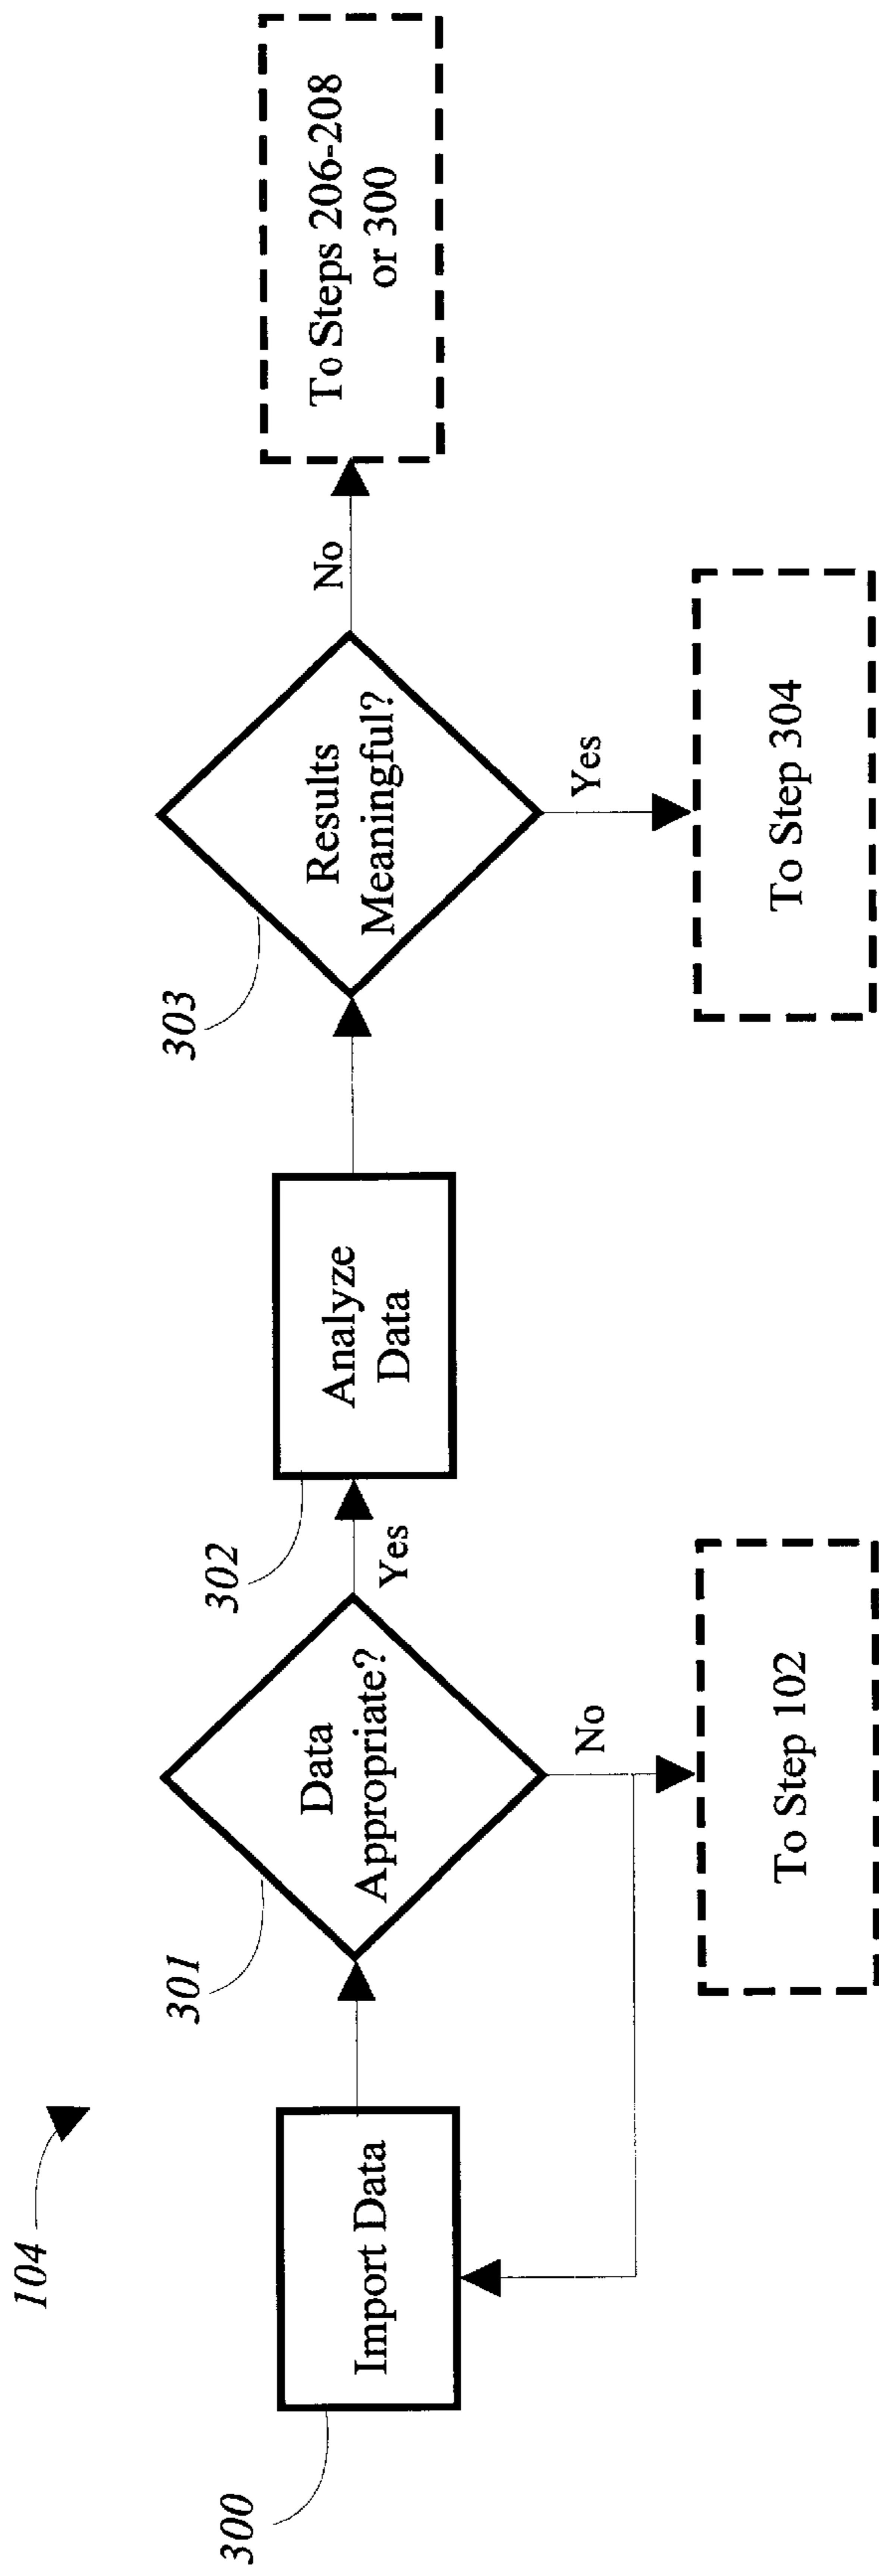 104
300
Import Data
301
Data
Appropriate?
No
To Step 102
Yes
302
Analyze
Data
303
Results
Meaningful?
Yes
To Step 304
No
To Steps 206-208
or 300